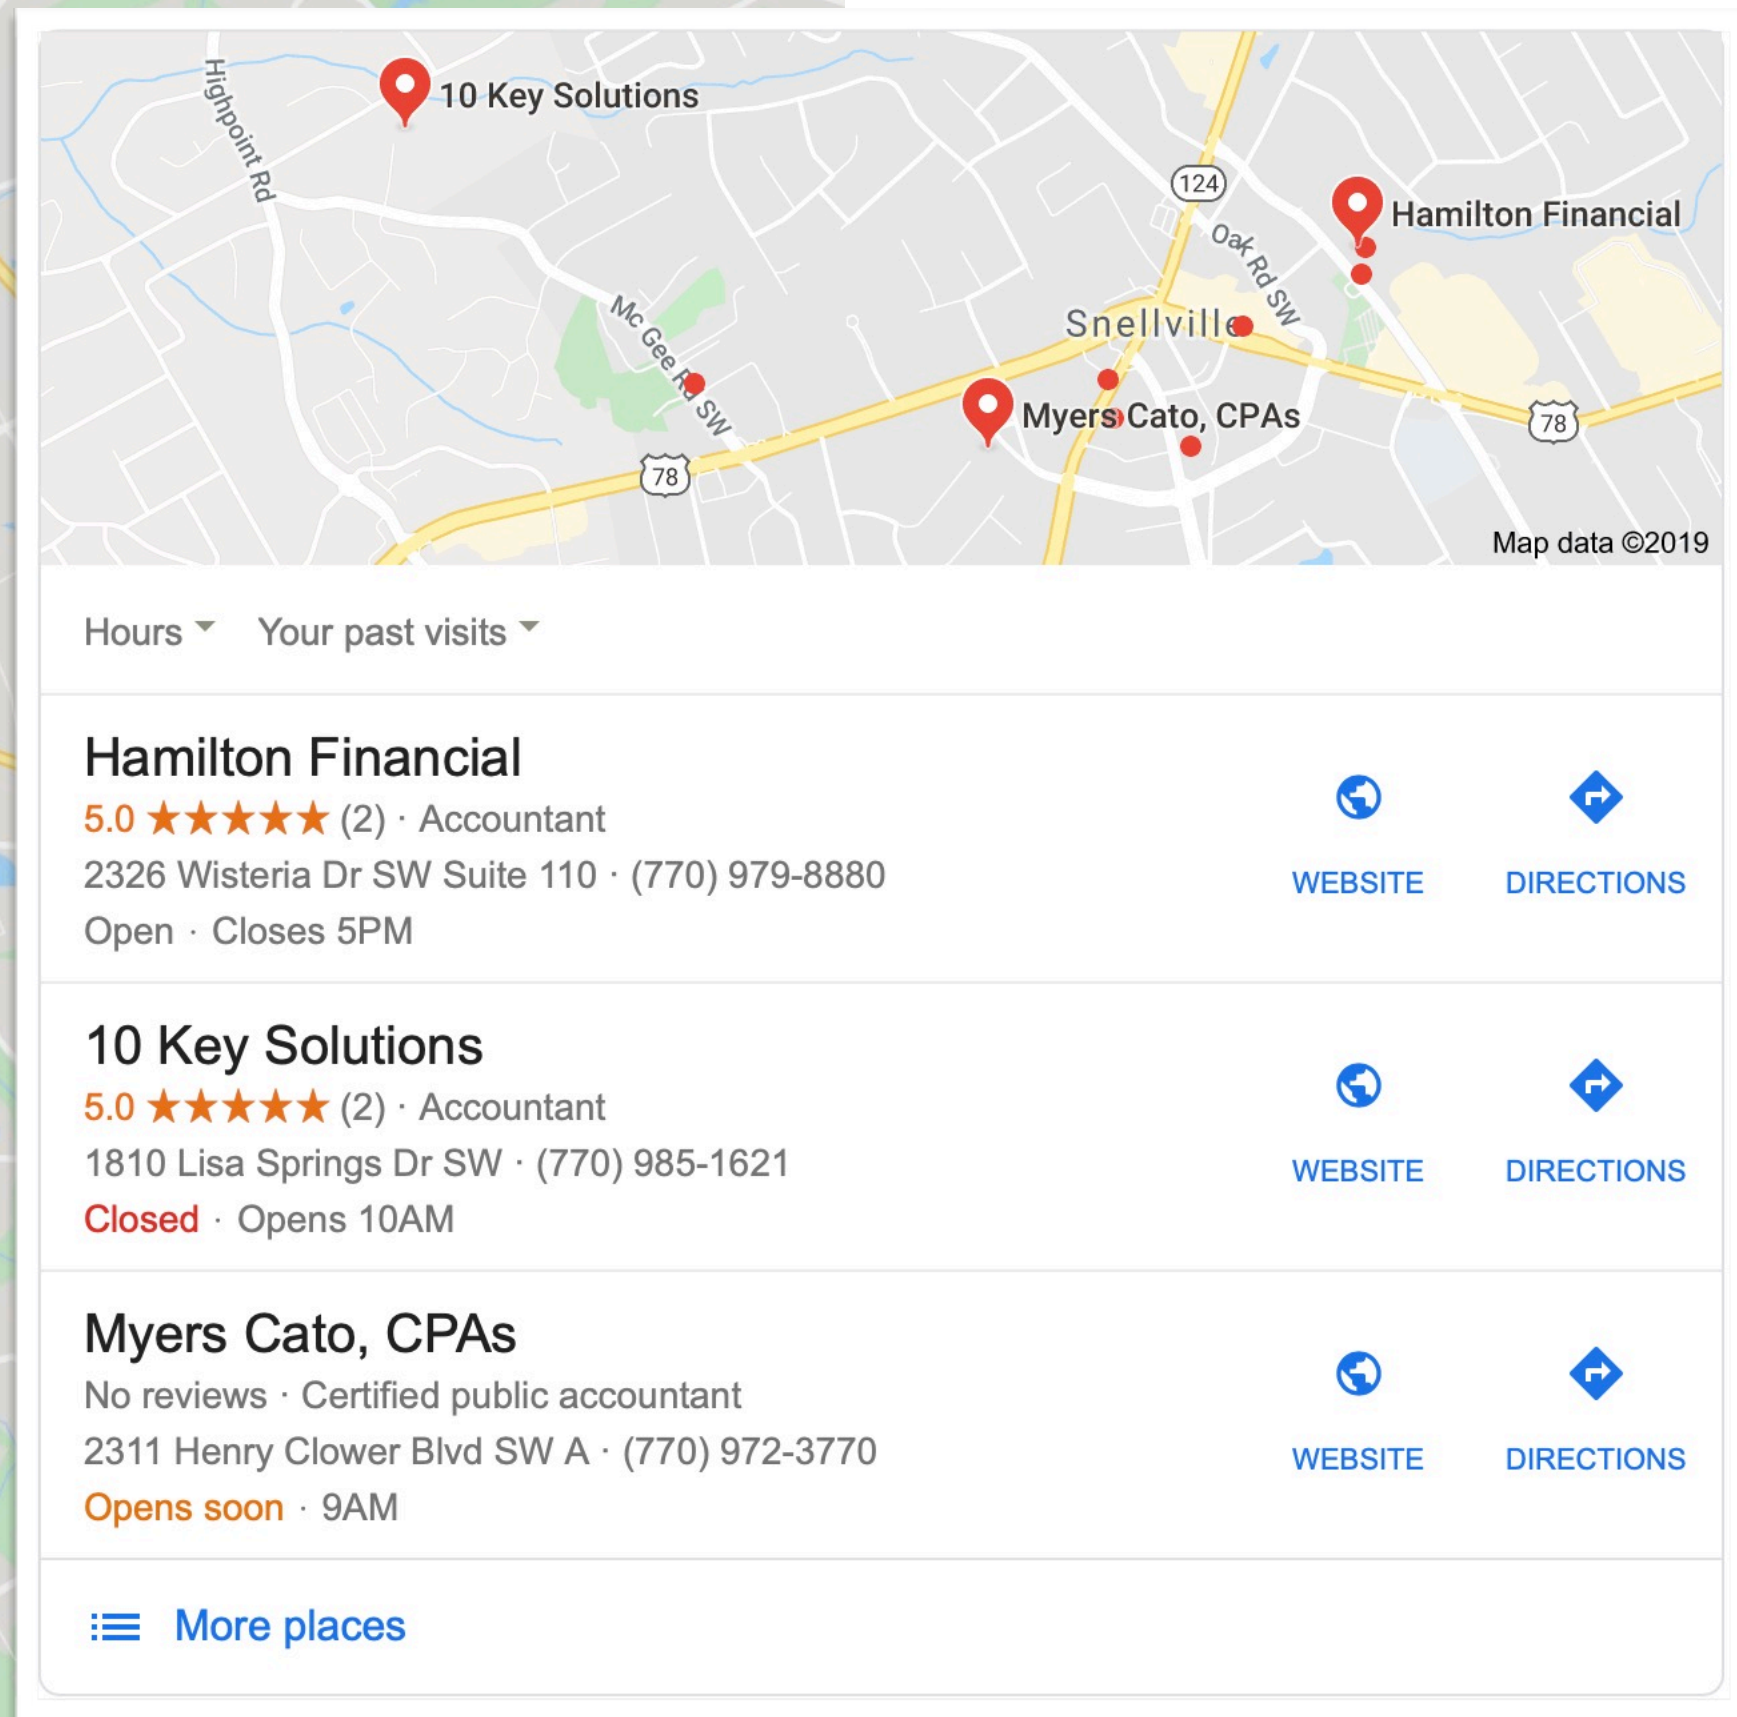 Highpoint Rd
10 Key Solutions
124
Hamilton Financial
Oak Rd SW
Snellville
Mc Gee Rd SW
Myers Cato, CPAs
78
78
Map data ©2019
Hours Your past visits
Hamilton Financial
5.0 ★★★★★ (2) · Accountant
2326 Wisteria Dr SW Suite 110 · (770) 979-8880
Open · Closes 5PM
WEBSITE DIRECTIONS
10 Key Solutions
5.0 ★★★★★ (2) · Accountant
1810 Lisa Springs Dr SW · (770) 985-1621
Closed · Opens 10AM
WEBSITE DIRECTIONS
Myers Cato, CPAs
No reviews · Certified public accountant
2311 Henry Clower Blvd SW A · (770) 972-3770
Opens soon · 9AM
WEBSITE DIRECTIONS
More places